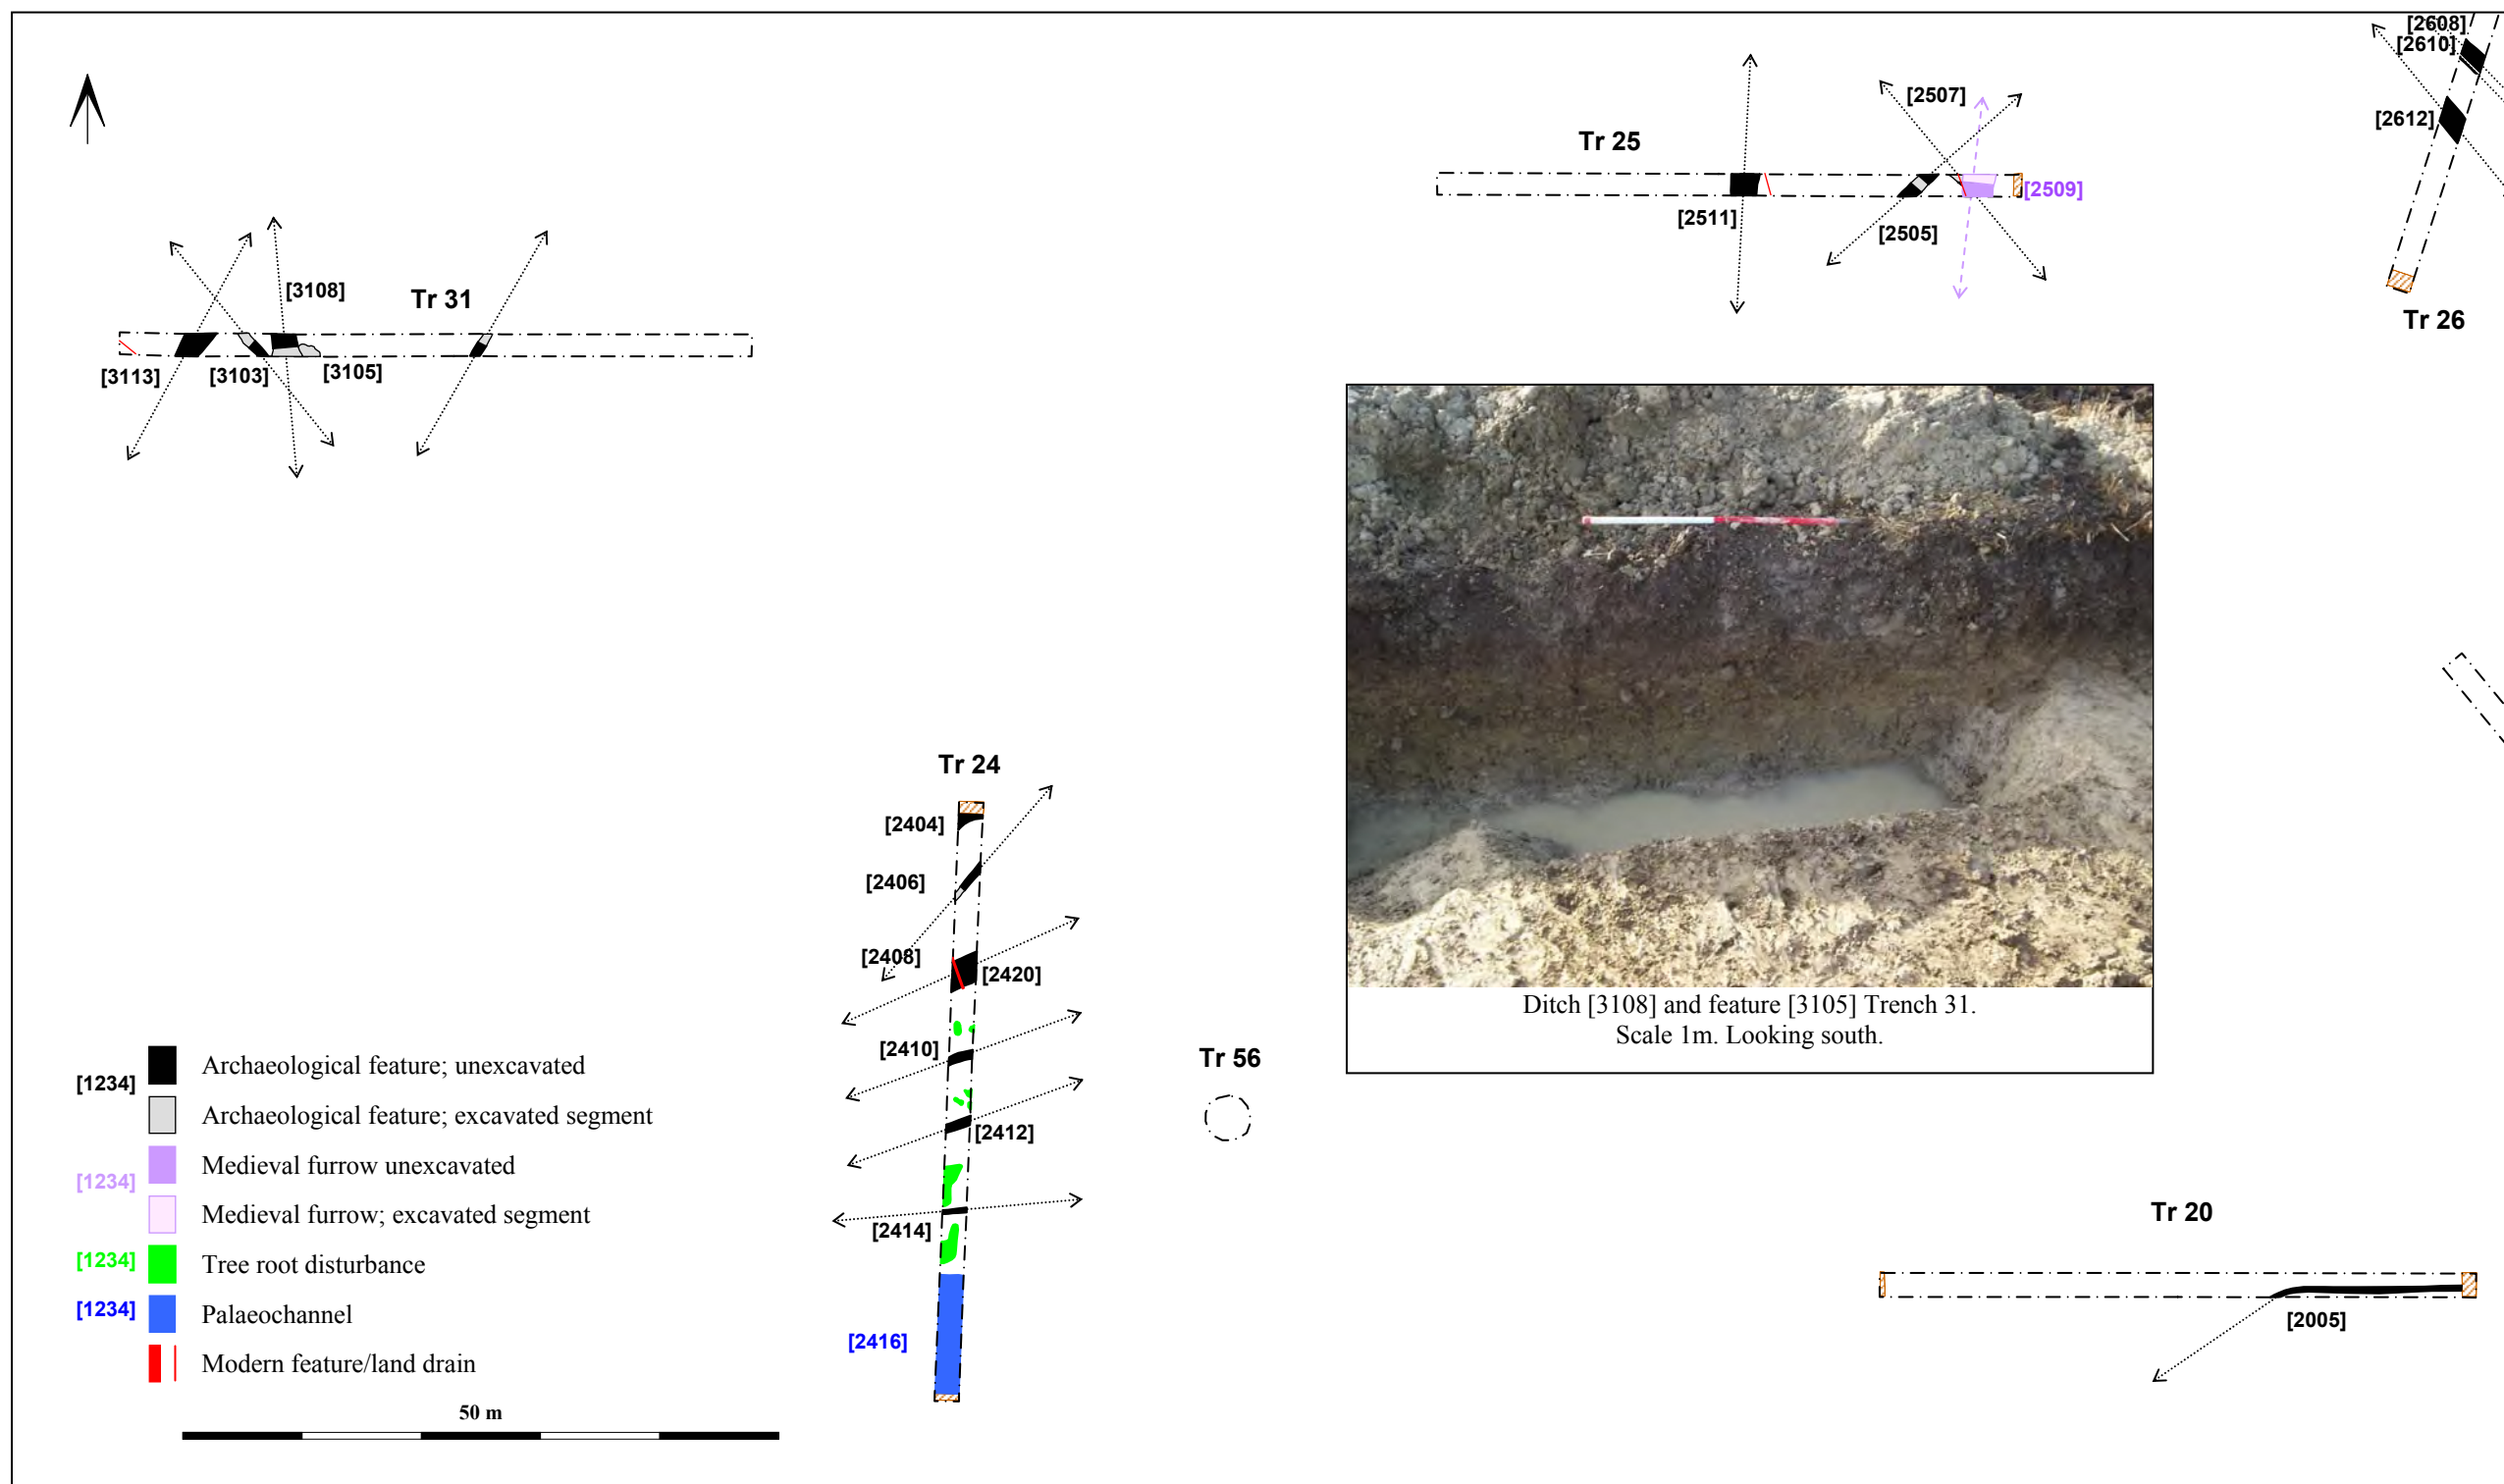 [2608]
[2610]
[2612]
Tr 26
Tr 25
[2507]
[2509]
[2511]
[2505]
[3108]
Tr 31
[3113]
[3103]
[3105]
Ditch [3108] and feature [3105] Trench 31.
Scale 1m. Looking south.
Tr 24
[2404]
[2406]
[2408]
[2420]
[2410]
[2412]
[2414]
[2416]
Tr 56
Tr 20
[2005]
[1234]
Archaeological feature; unexcavated
Archaeological feature; excavated segment
[1234]
Medieval furrow unexcavated
Medieval furrow; excavated segment
[1234]
Tree root disturbance
[1234]
Palaeochannel
Modern feature/land drain
50 m